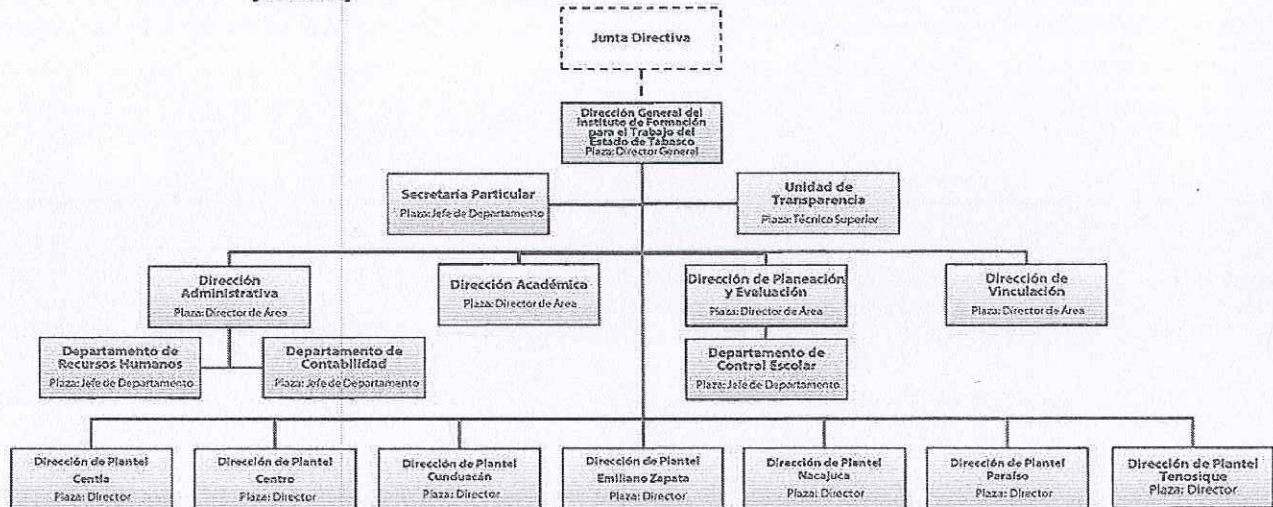 Junta Directiva
Dirección General del
Instituto de Formación
para el Trabajo del
Estado de Tabasco
Plaza: Director General
Secretaría Particular
Plaza: Jefe de Departamento
Unidad de
Transparencia
Plaza: Técnico Superior
Dirección
Administrativa
Plaza: Director de Área
Dirección Académica
Plaza: Director de Área
Dirección de Planeación
y Evaluación
Plaza: Director de Área
Dirección de
Vinculación
Plaza: Director de Área
Departamento de
Recursos Humanos
Plaza: Jefe de Departamento
Departamento de
Contabilidad
Plaza: Jefe de Departamento
Departamento de
Control Escolar
Plaza: Jefe de Departamento
Dirección de Plantel
Centla
Plaza: Director
Dirección de Plantel
Centro
Plaza: Director
Dirección de Plantel
Cunduacán
Plaza: Director
Dirección de Plantel
Emiliano Zapata
Plaza: Director
Dirección de Plantel
Nacajuca
Plaza: Director
Dirección de Plantel
Paraíso
Plaza: Director
Dirección de Plantel
Tenosique
Plaza: Director